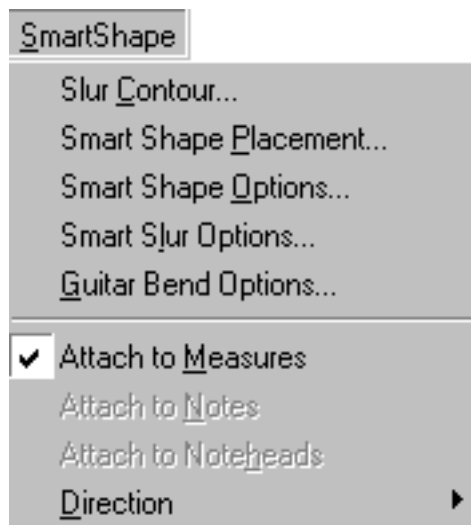 SmartShape
Slur Contour...
Smart Shape Placement...
Smart Shape Options...
Smart Slur Options...
Guitar Bend Options...
Attach to Measures
Attach to Notes
Attach to Noteheads
Direction